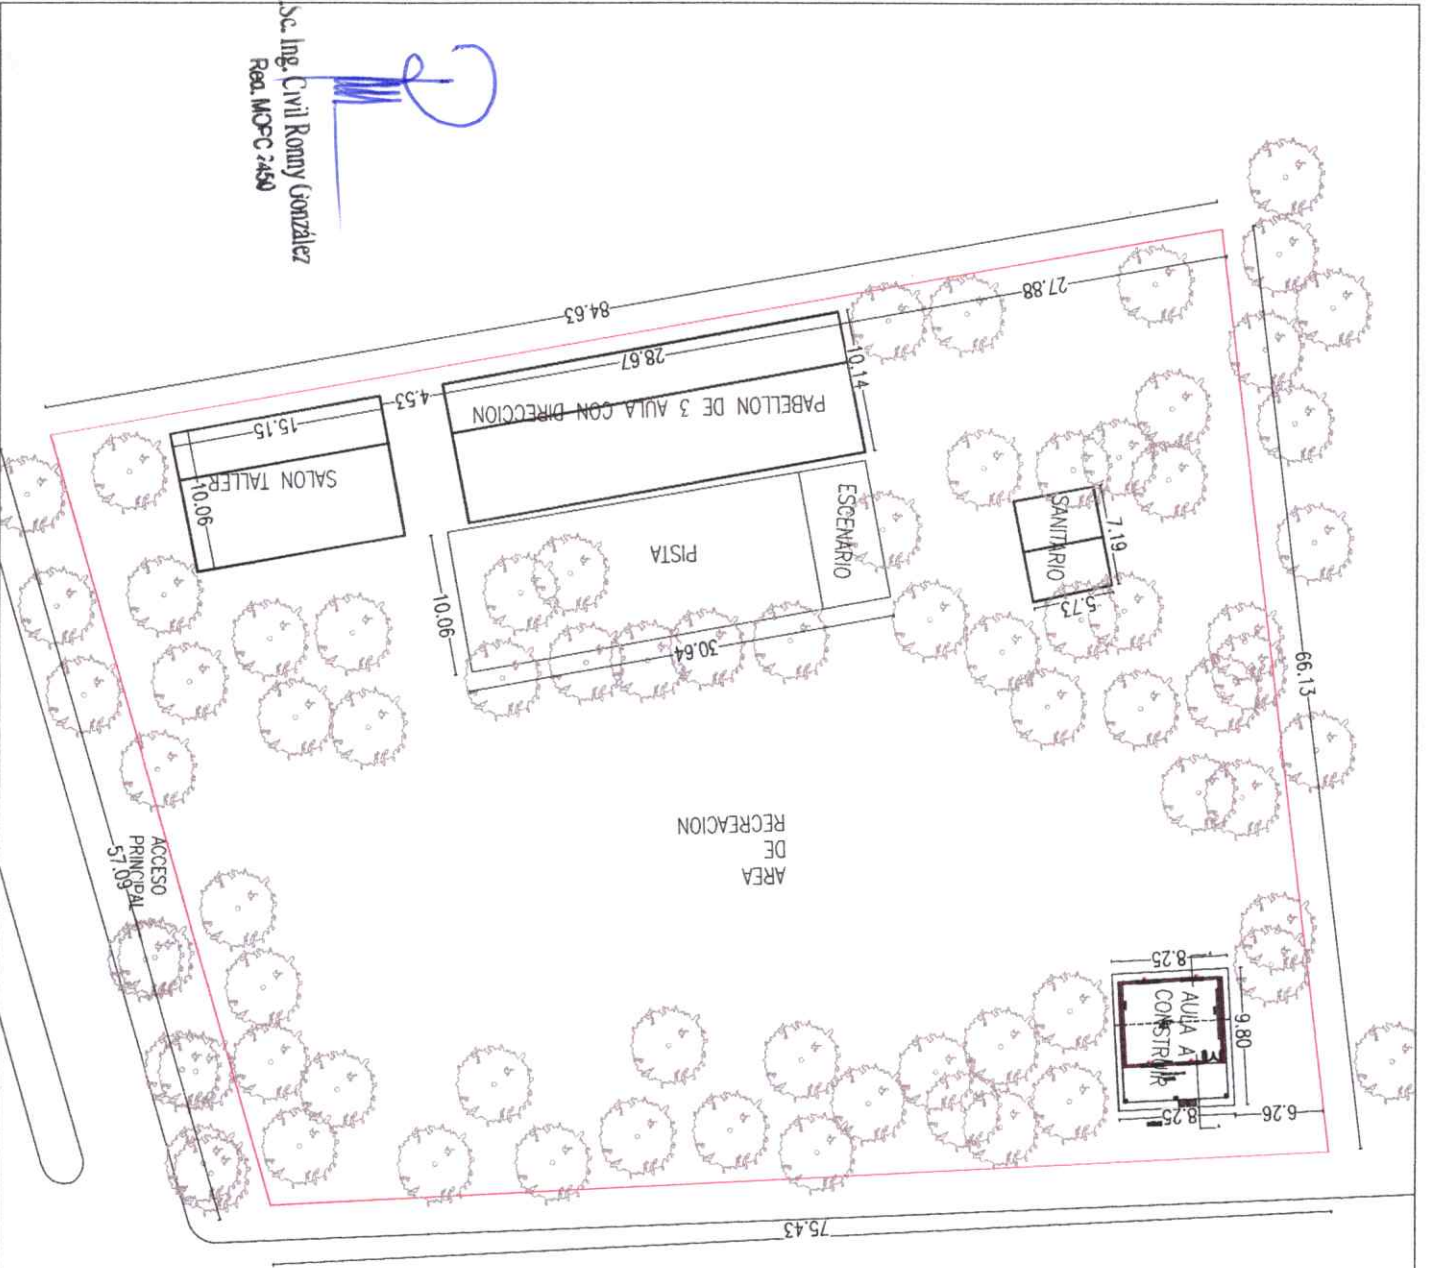 Sc. Ing. Civil Ronny González
Reg. MOPC 2450
84.63
27.88
28.67
10.14
4.53
15.15
10.06
PABELLON DE 3 AULA CON DIRECCION
SALON TALLER
ESCENARIO
PISTA
10.06
30.64
SANITARIO
7.19
5.73
66.13
AREA
DE
RECREACION
ACCESO
PRINCIPAL
57.09
8.25
AULA A
CONSTRUIR
9.80
8.25
6.26
75.43